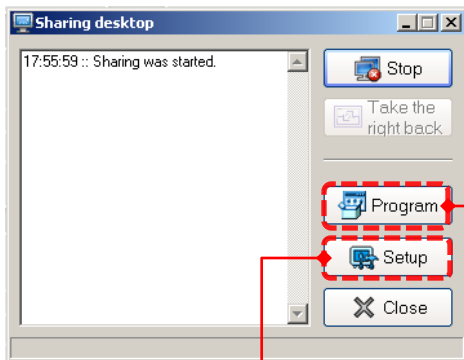 Sharing desktop
17:55:59 :: Sharing was started.
Stop
Take the
right back
Program
Setup
Close